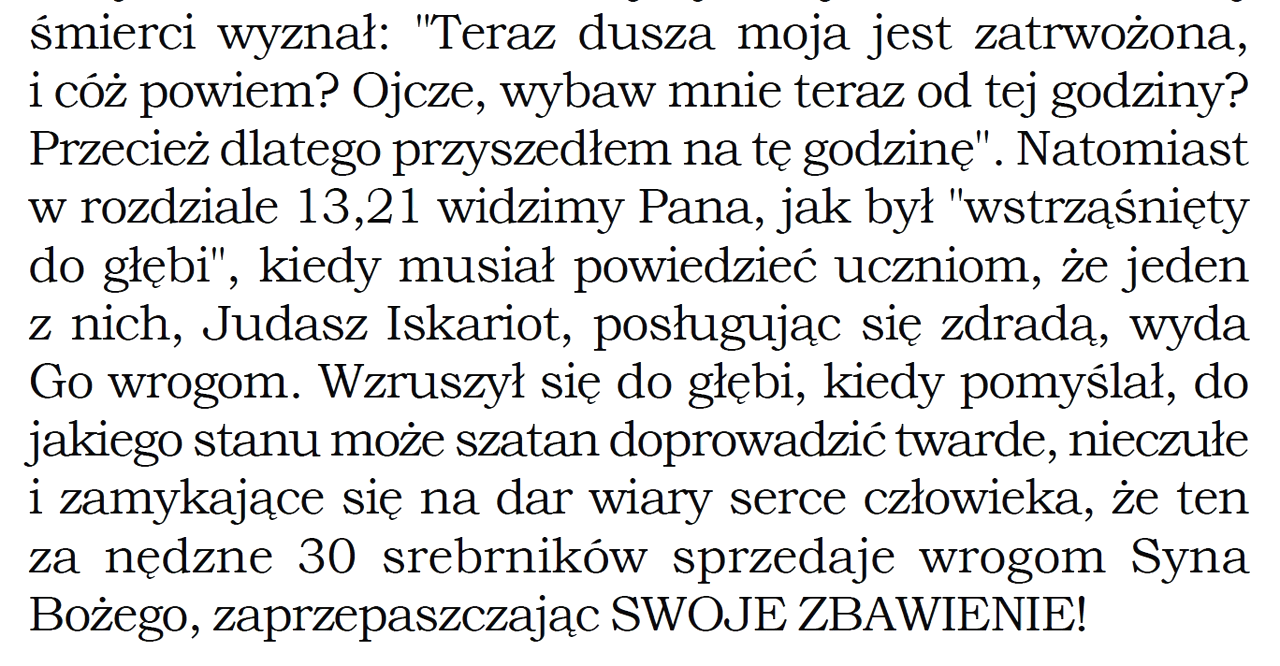 śmierci wyznał: "Teraz dusza moja jest zatrwożona,
i cóż powiem? Ojcze, wybaw mnie teraz od tej godziny?
Przecież dlatego przyszedłem na tę godzinę". Natomiast
w rozdziale 13,21 widzimy Pana, jak był "wstrząśnięty
do głębi", kiedy musiał powiedzieć uczniom, że jeden
z nich, Judasz Iskariot, posługując się zdradą, wyda
Go wrogom. Wzruszył się do głębi, kiedy pomyślał, do
jakiego stanu może szatan doprowadzić twarde, nieczułe
i zamykające się na dar wiary serce człowieka, że ten
za nędzne 30 srebrników sprzedaje wrogom Syna
Bożego, zaprzepaszczając SWOJE ZBAWIENIE!